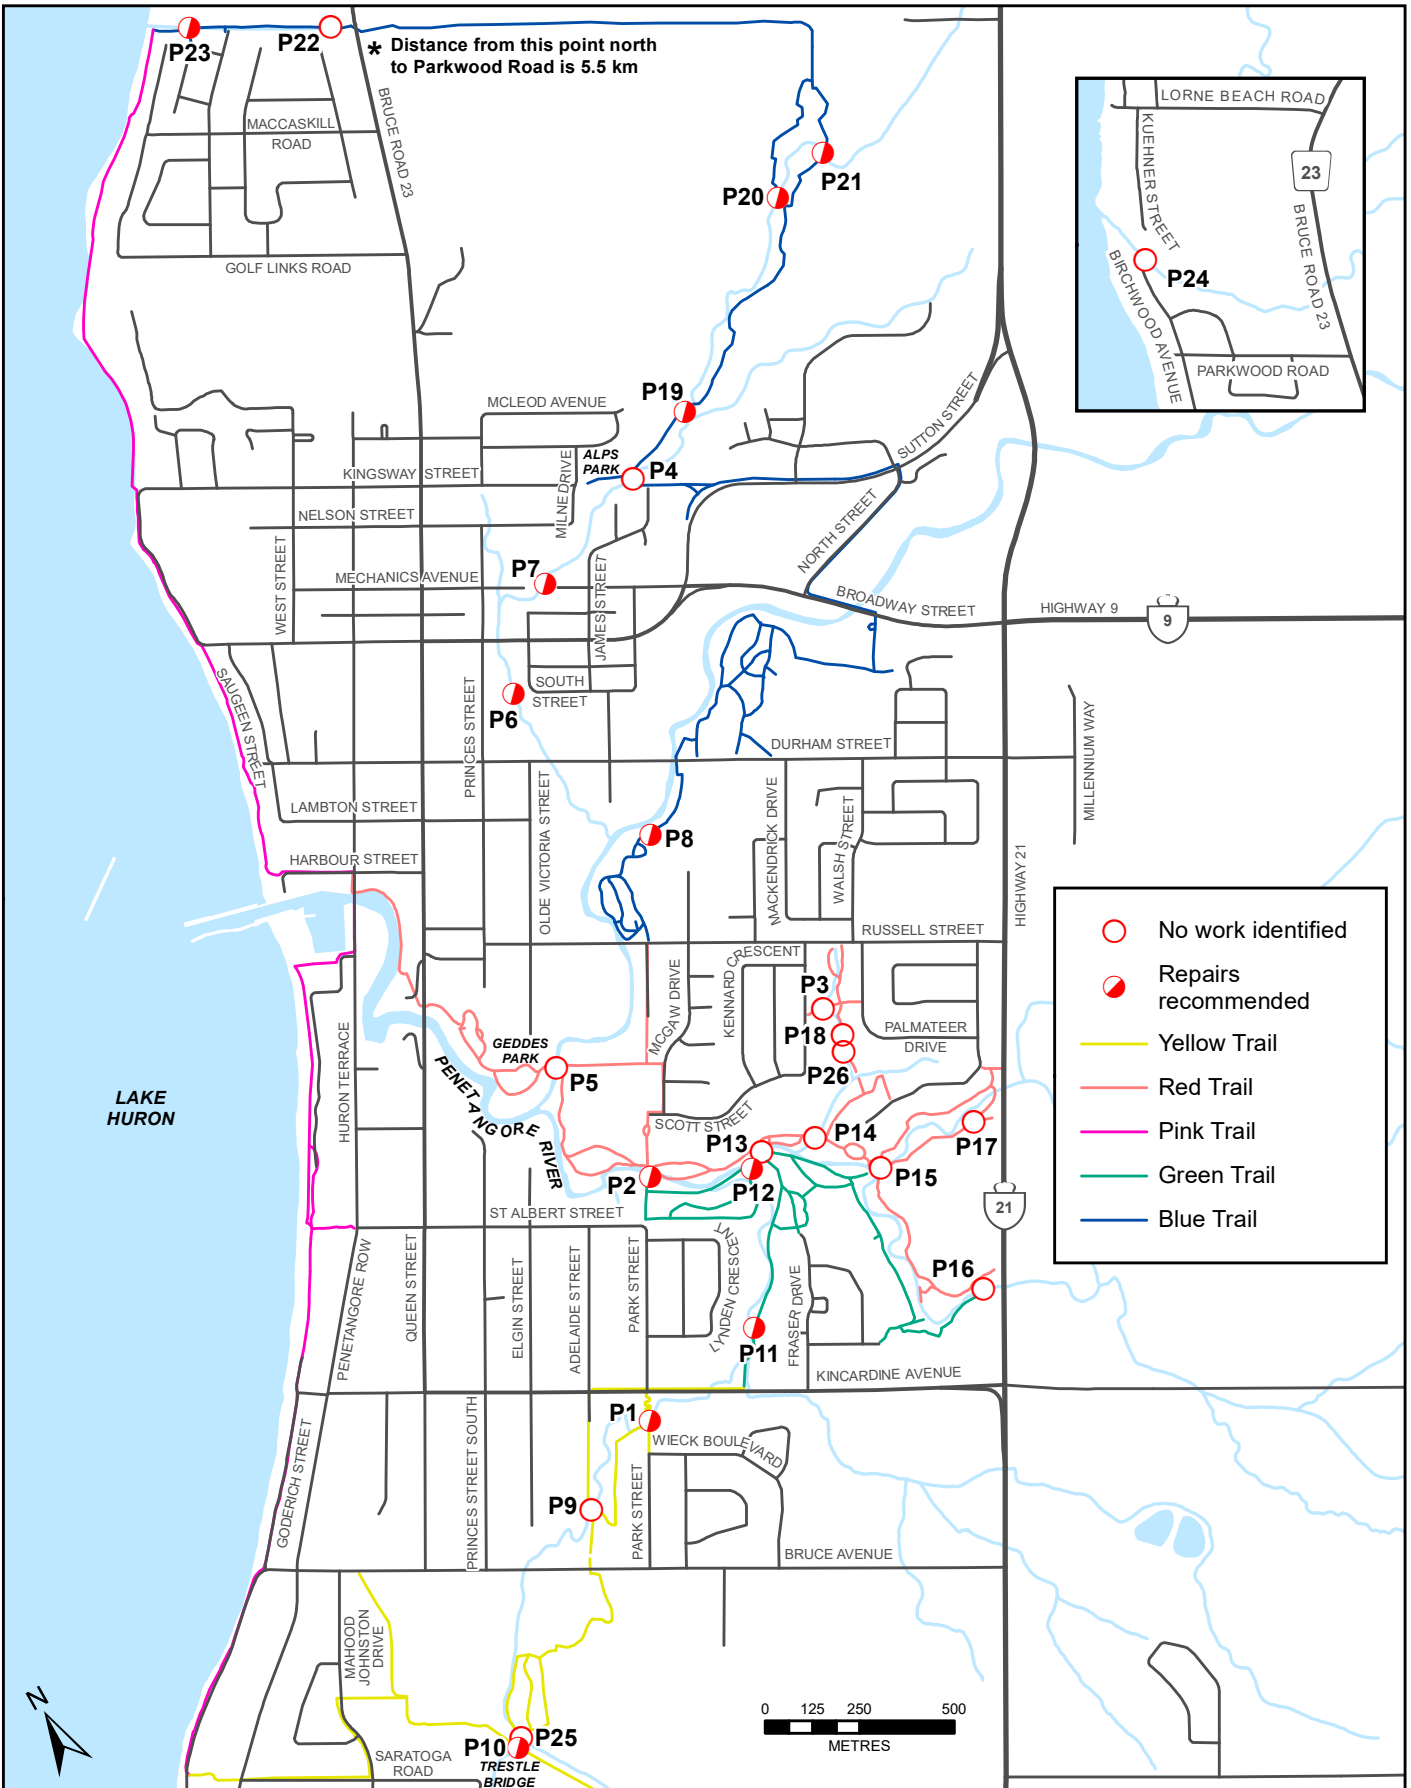 P23
P22
* Distance from this point north
to Parkwood Road is 5.5 km
BRUCE ROAD 23
MACCASKILL
ROAD
P21
P20
GOLF LINKS ROAD
LORNE BEACH ROAD
KUEHNER STREET
23
BRUCE ROAD 23
P24
BIRCHWOOD AVENUE
PARKWOOD ROAD
P19
MCLEOD AVENUE
SUTTON STREET
ALPS
PARK
P4
KINGSWAY STREET
MILNE DRIVE
NELSON STREET
NORTH STREET
WEST STREET
P7
MECHANICS AVENUE
JAMES STREET
BROADWAY STREET
HIGHWAY 9
9
SAUGEEN STREET
PRINCES STREET
SOUTH
STREET
P6
MILLENNIUM WAY
DURHAM STREET
LAMBTON STREET
OLDE VICTORIA STREET
MACKENDRICK DRIVE
WALSH STREET
P8
HARBOUR STREET
HIGHWAY 21
RUSSELL STREET
No work identified
Repairs
recommended
Yellow Trail
Red Trail
Pink Trail
Green Trail
Blue Trail
MCGAW DRIVE
KENNARD CRESCENT
P3
P18
PALMATEER
DRIVE
P26
GEDDES
PARK
P5
HURON TERRACE
PENETANGORE RIVER
LAKE
HURON
SCOTT STREET
P13
P14
P17
P2
P12
P15
21
ST ALBERT STREET
PENETANGORE ROW
QUEEN STREET
ELGIN STREET
ADELAIDE STREET
PARK STREET
LYNDEN CRESCENT
FRASER DRIVE
P16
P11
KINCARDINE AVENUE
P1
WIECK BOULEVARD
GODERICH STREET
PRINCES STREET SOUTH
P9
PARK STREET
BRUCE AVENUE
MAHOOD
JOHNSTON
DRIVE
N
0 125 250 500
METRES
P25
P10
TRESTLE
BRIDGE
SARATOGA
ROAD